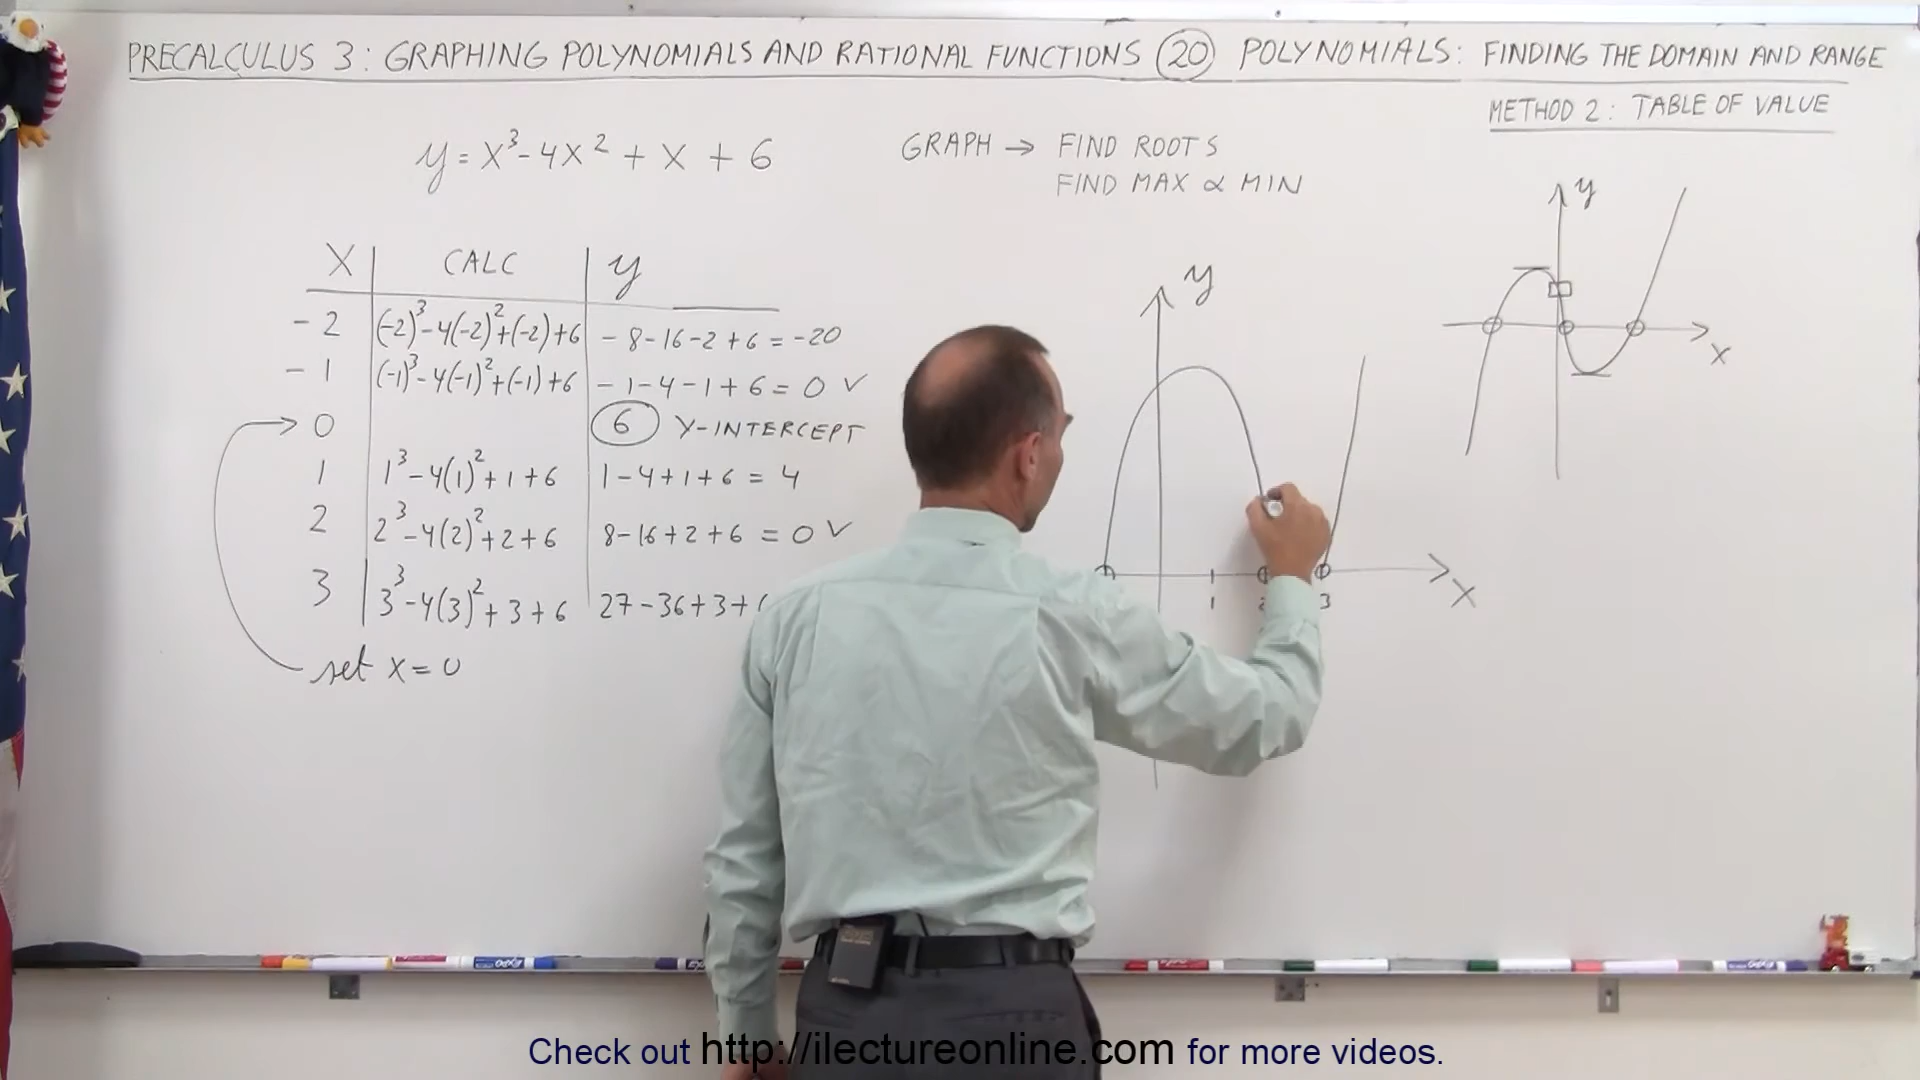 PRECALCULUS 3: GRAPHING POLYNOMIALS AND RATIONAL FUNCTIONS (20) POLYNOMIALS: FINDING THE DOMAIN AND RANGE
METHOD 2: TABLE OF VALUE
y = x³ - 4x² + x + 6
GRAPH → FIND ROOTS
FIND MAX & MIN
X CALC y
-2 (-2)³ - 4(-2)² + (-2) + 6 -8 - 16 - 2 + 6 = -20
-1 (-1)³ - 4(-1)² + (-1) + 6 -1 - 4 - 1 + 6 = 0 ✓
→ 0 6 Y-INTERCEPT
1 1³ - 4(1)² + 1 + 6 1 - 4 + 1 + 6 = 4
2 2³ - 4(2)² + 2 + 6 8 - 16 + 2 + 6 = 0 ✓
3 3³ - 4(3)² + 3 + 6 27 - 36 + 3 +
set x = 0
y
x
1 2 3
y
x
Check out http://ilectureonline.com for more videos.